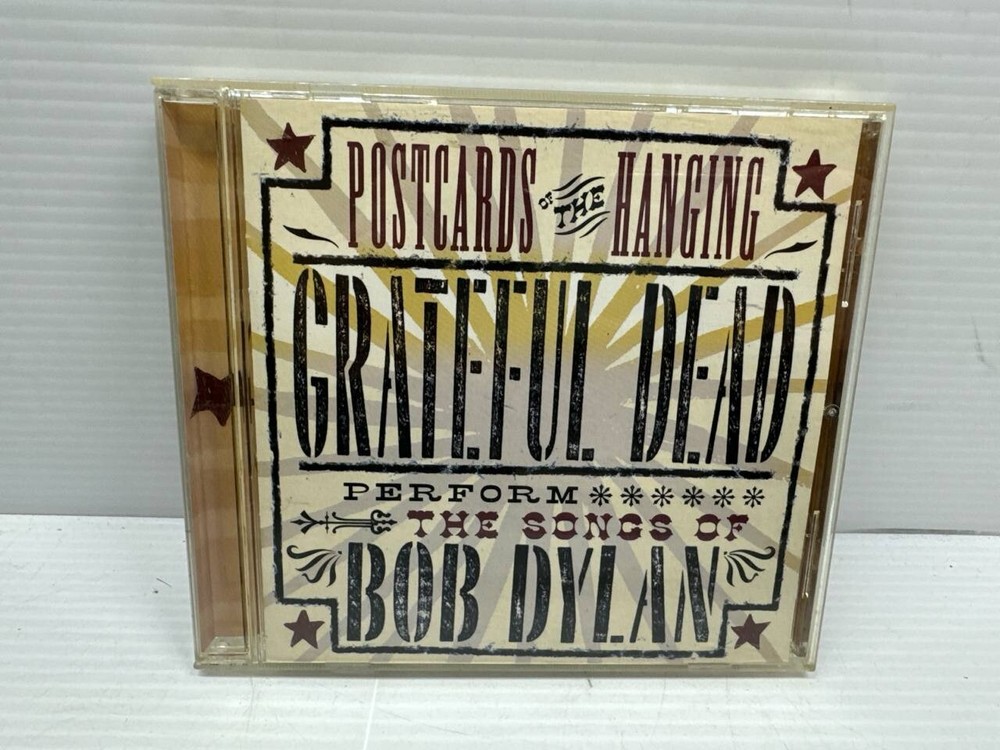 POSTCARDS OF THE HANGING
GRATEFUL DEAD
PERFORM ******
THE SONGS OF
BOB DYLAN